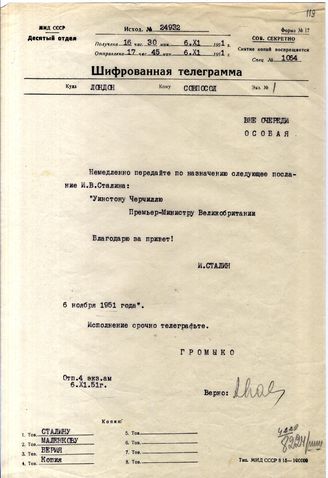 113
МИД СССР
Десятый отдел
Исход. № 24932
Форма № 12
Получено 16 час. 30 мин. 6.XI 1951 г.
Отправлено 17 час. 45 мин. 6.XI 1951 г.
СОВ. СЕКРЕТНО
Снятие копий воспрещается
Спец. № 1064
Шифрованная телеграмма
Куда ЛОНДОН Кому СОВПОСОЛ Экз. № 1
ВНЕ ОЧЕРЕДИ
ОСОБАЯ
Немедленно передайте по назначению следующее посла-
ние И.В.Сталина:
"Уинстону Черчиллю
Премьер-Министру Великобритании
Благодарю за привет!
И.СТАЛИН
6 ноября 1951 года".
Исполнение срочно телеграфьте.
ГРОМЫКО
Отп.4 экз.ам
6.XI.51г.
Верно:
Копии:
1. Тов. СТАЛИНУ
2. Тов. МАЛЕНКОВУ
3. Тов. БЕРИЯ
4. Тов. Копия
5. Тов.
6. Тов.
7. Тов.
8. Тов.
Тип. МИД СССР